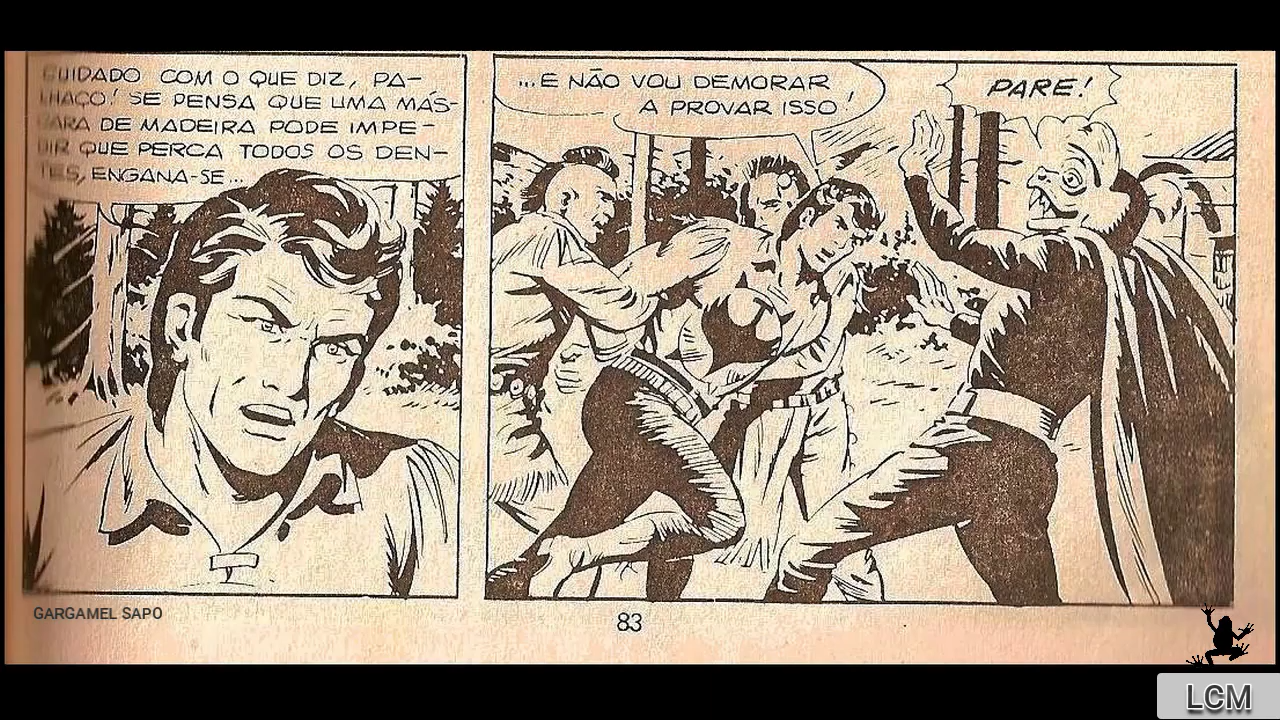 CUIDADO COM O QUE DIZ, PA-
LHAÇO! SE PENSA QUE UMA MÁS-
CARA DE MADEIRA PODE IMPE-
DIR QUE PERCA TODOS OS DEN-
TES, ENGANA-SE...
...E NÃO VOU DEMORAR
A PROVAR ISSO!
PARE!
GARGAMEL SAPO
83
LCM